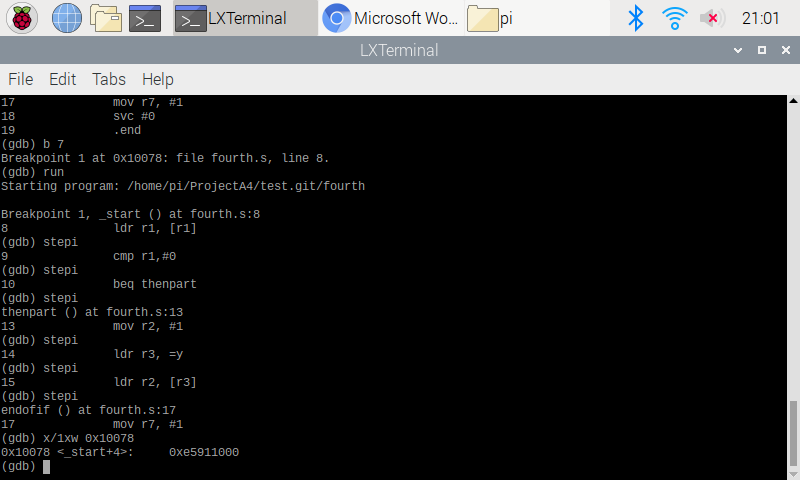 LXTerminal Microsoft Wo... pi 21:01
LXTerminal
File Edit Tabs Help
17 mov r7, #1
18 svc #0
19 .end
(gdb) b 7
Breakpoint 1 at 0x10078: file fourth.s, line 8.
(gdb) run
Starting program: /home/pi/ProjectA4/test.git/fourth
Breakpoint 1, _start () at fourth.s:8
8 ldr r1, [r1]
(gdb) stepi
9 cmp r1,#0
(gdb) stepi
10 beq thenpart
(gdb) stepi
thenpart () at fourth.s:13
13 mov r2, #1
(gdb) stepi
14 ldr r3, =y
(gdb) stepi
15 ldr r2, [r3]
(gdb) stepi
endofif () at fourth.s:17
17 mov r7, #1
(gdb) x/1xw 0x10078
0x10078 <_start+4>: 0xe5911000
(gdb)